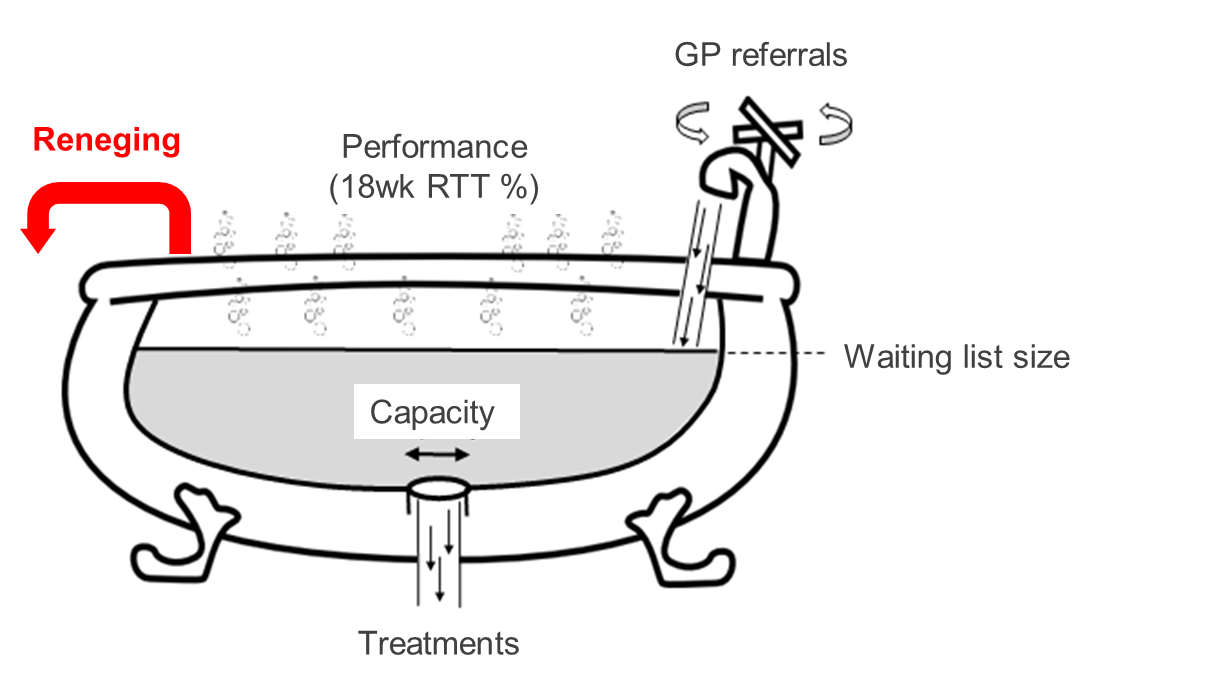 GP referrals
Reneging
Performance
(18wk RTT %)
Waiting list size
Capacity
Treatments